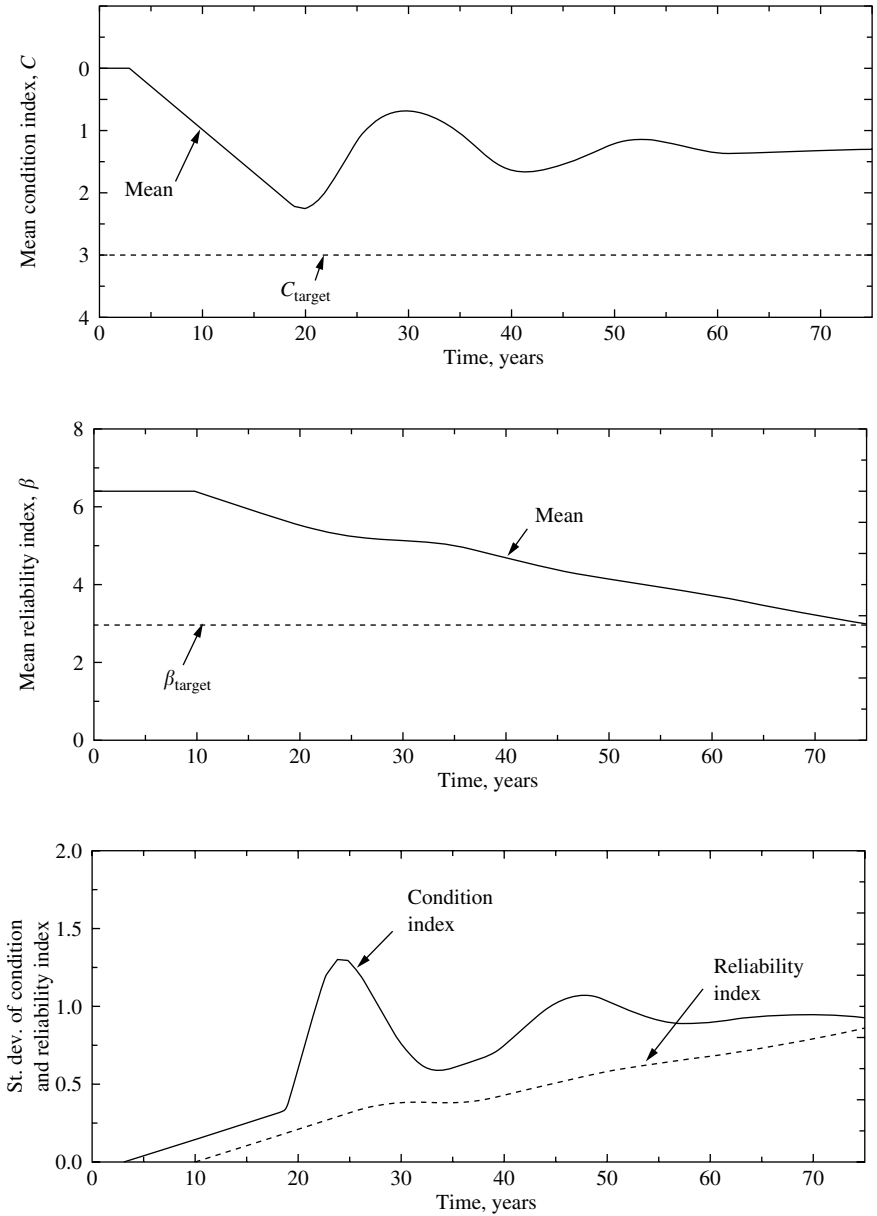 Mean condition index, C
0
1
2
3
4
Mean
C target
0 10 20 30 40 50 60 70
Time, years
Mean reliability index, β
8
6
4
2
0
Mean
β target
0 10 20 30 40 50 60 70
Time, years
St. dev. of condition
and reliability index
2.0
1.5
1.0
0.5
0.0
Condition
index
Reliability
index
0 10 20 30 40 50 60 70
Time, years